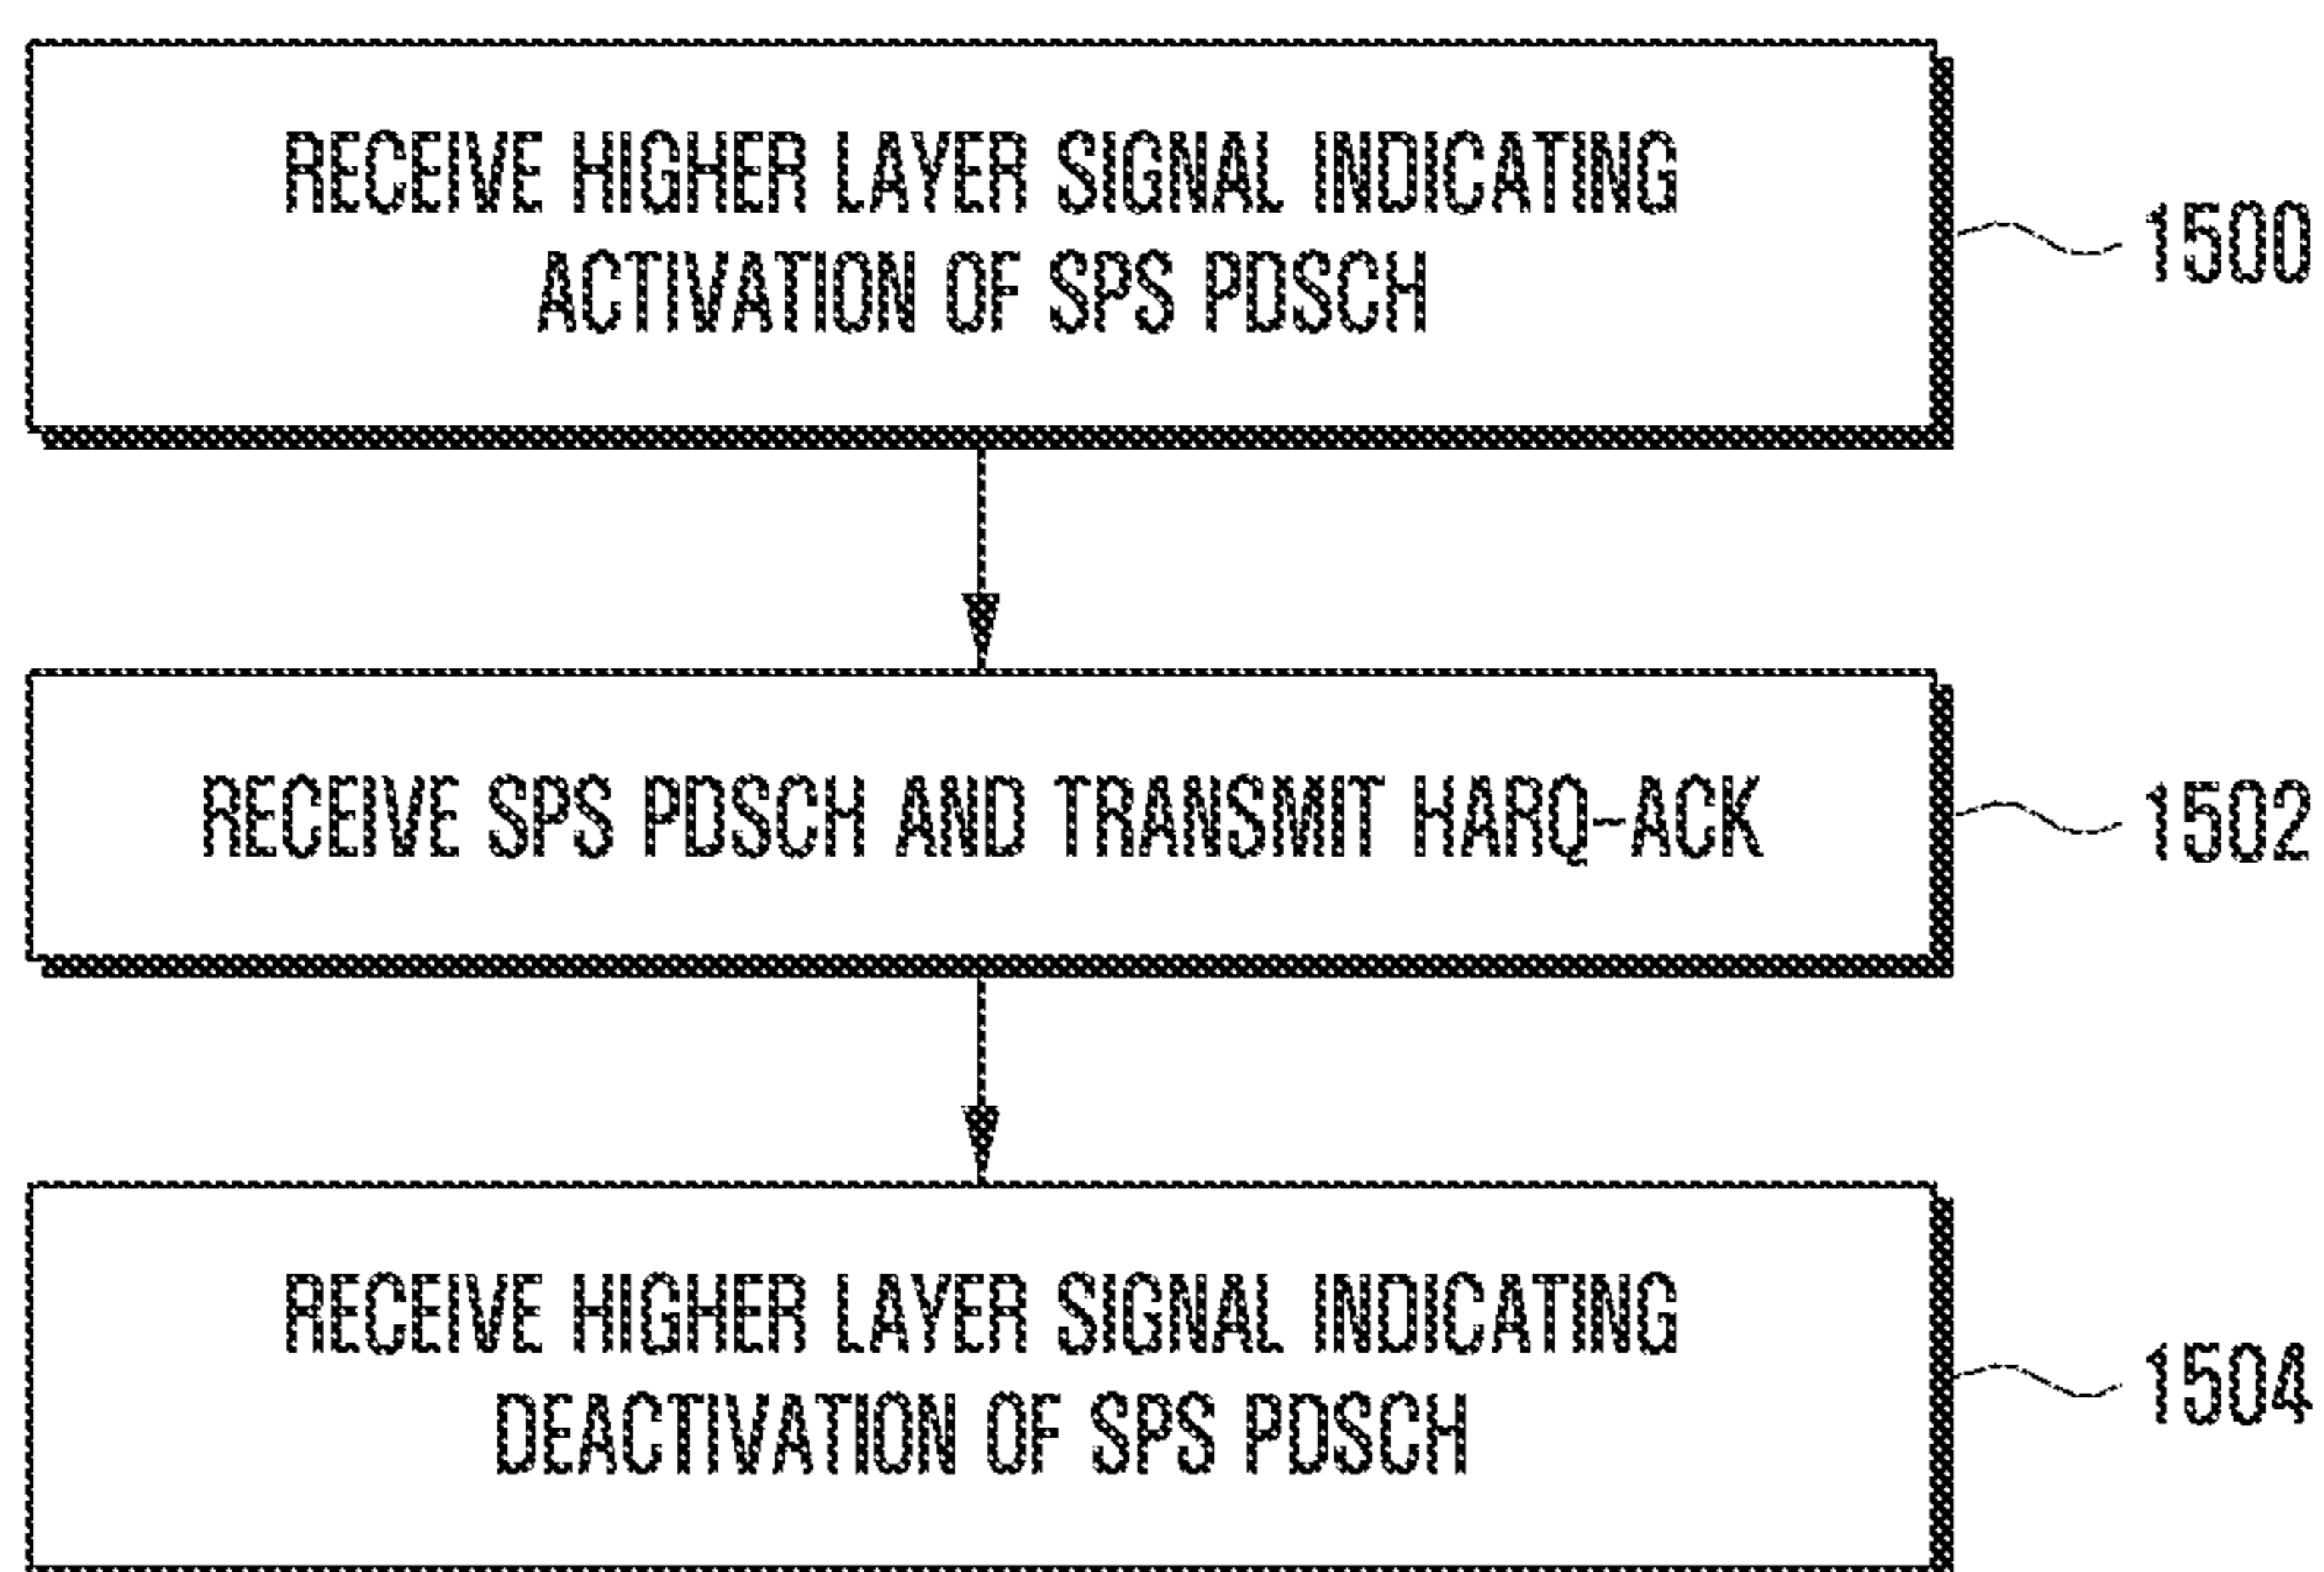 RECEIVE HIGHER LAYER SIGNAL INDICATING
ACTIVATION OF SPS PDSCH
1500
RECEIVE SPS PDSCH AND TRANSMIT HARQ-ACK
1502
RECEIVE HIGHER LAYER SIGNAL INDICATING
DEACTIVATION OF SPS PDSCH
1504